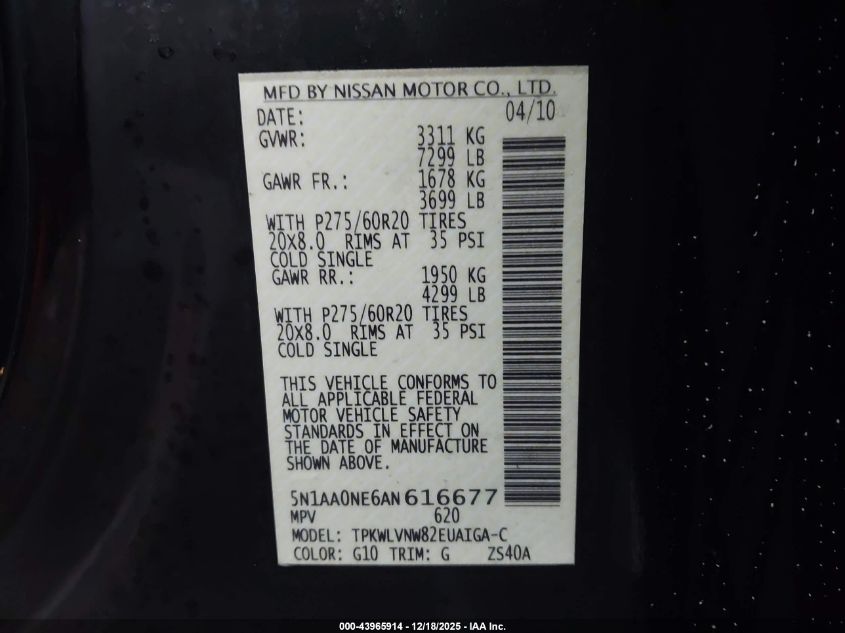 MFD BY NISSAN MOTOR CO., LTD.
DATE: 04/10
GVWR: 3311 KG
7299 LB
GAWR FR.: 1678 KG
3699 LB
WITH P275/60R20 TIRES
20X8.0 RIMS AT 35 PSI
COLD SINGLE
GAWR RR.: 1950 KG
4299 LB
WITH P275/60R20 TIRES
20X8.0 RIMS AT 35 PSI
COLD SINGLE
THIS VEHICLE CONFORMS TO
ALL APPLICABLE FEDERAL
MOTOR VEHICLE SAFETY
STANDARDS IN EFFECT ON
THE DATE OF MANUFACTURE
SHOWN ABOVE.
5N1AA0NE6AN616677
MPV 620
MODEL: TPKWLVNW82EUAIGA-C
COLOR: G10 TRIM: G ZS40A
000-43965914 - 12/18/2025 - IAA Inc.